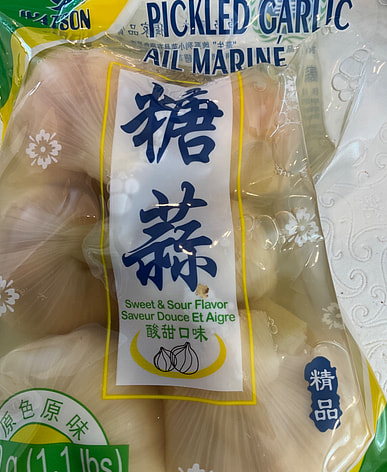 WATSON
PICKLED GARLIC
AIL MARINE
糖
蒜
Sweet & Sour Flavor
Saveur Douce Et Aigre
酸甜口味
精品
原色原味
g (1.1 lbs)